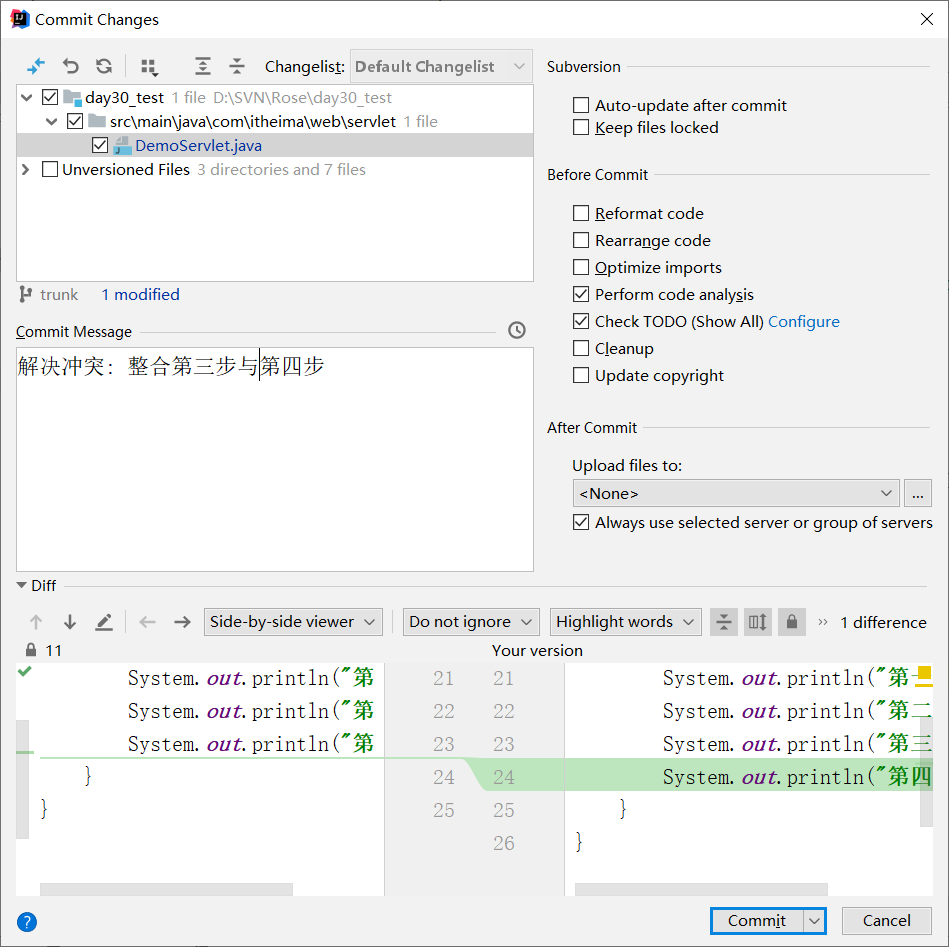 Commit Changes
Changelist: Default Changelist
day30_test 1 file D:\SVN\Rose\day30_test
src\main\java\com\itheima\web\servlet 1 file
DemoServlet.java
Unversioned Files 3 directories and 7 files
trunk 1 modified
Commit Message
解决冲突：整合第三步与第四步
Subversion
Auto-update after commit
Keep files locked
Before Commit
Reformat code
Rearrange code
Optimize imports
Perform code analysis
Check TODO (Show All) Configure
Cleanup
Update copyright
After Commit
Upload files to:
<None>
...
Always use selected server or group of servers
Diff
Side-by-side viewer Do not ignore Highlight words 1 difference
11 Your version
System.out.println("第 21 21 System.out.println("第一
System.out.println("第 22 22 System.out.println("第二
System.out.println("第 23 23 System.out.println("第三
} 24 24 System.out.println("第四
} 25 25 }
26 }
? Commit Cancel